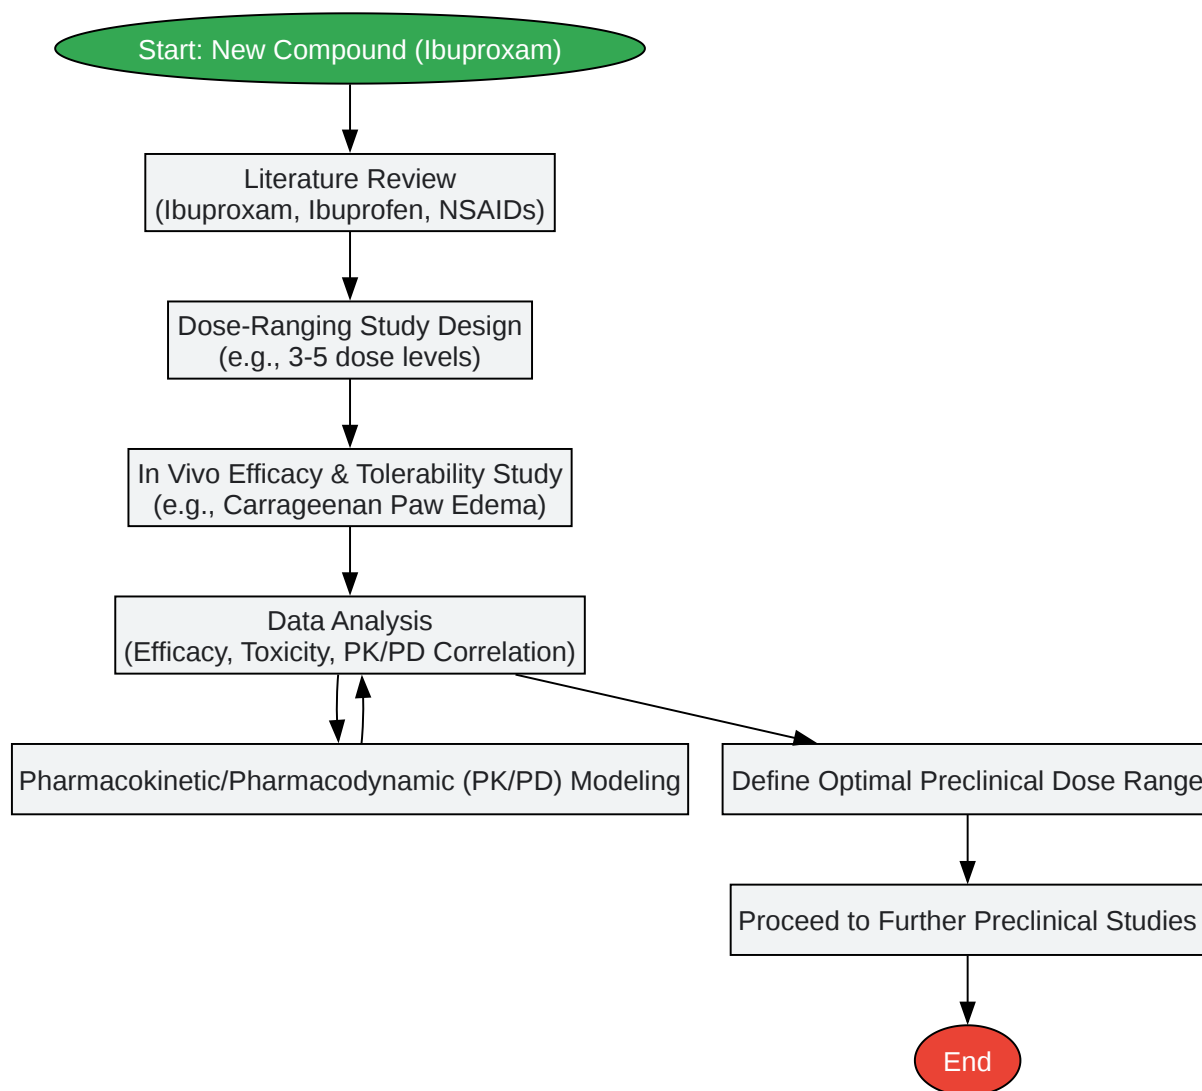 Start: New Compound (Ibuproxam)
Literature Review
(Ibuproxam, Ibuprofen, NSAIDs)
Dose-Ranging Study Design
(e.g., 3-5 dose levels)
In Vivo Efficacy & Tolerability Study
(e.g., Carrageenan Paw Edema)
Data Analysis
(Efficacy, Toxicity, PK/PD Correlation)
Pharmacokinetic/Pharmacodynamic (PK/PD) Modeling
Define Optimal Preclinical Dose Range
Proceed to Further Preclinical Studies
End